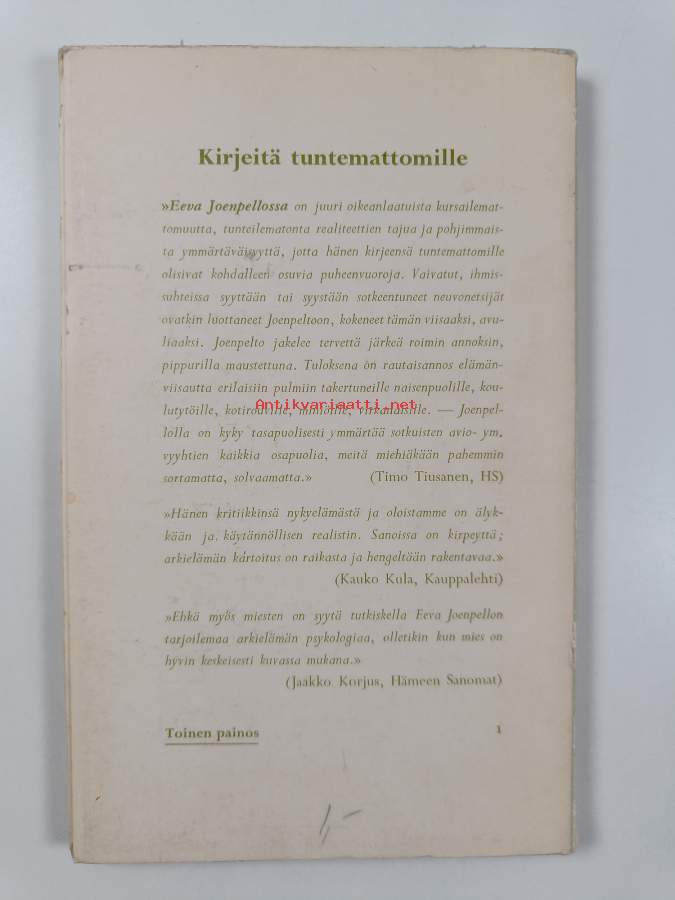 Kirjeitä tuntemattomille
»Eeva Joenpellossa on juuri oikeanlaatuista kursailemat-
tomuutta, tunteilematonta realiteettien tajua ja pohjimmais-
ta ymmärtäväisyyttä, jotta hänen kirjeensä tuntemattomille
olisivat kohdalleen osuvia puheenvuoroja. Vaivatut, ihmis-
suhteissa syyttään tai syystään sotkeentuneet neuvonetsijät
ovatkin luottaneet Joenpeltoon, kokeneet tämän viisaaksi, avu-
liaaksi. Joenpelto jakelee tervettä järkeä roimin annoksin,
pippurilla maustettuna. Tuloksena on rautaisannos elämän-
viisautta erilaisiin pulmiin takertuneille naisenpuolille, kou-
lutytöille, kotirouville, virkanaisille. — Joenpel-
Antikvariaatti.net
lolla on kyky tasapuolisesti ymmärtää sotkuisten avio- ym.
vyyhtien kaikkia osapuolia, meitä miehiäkään pahemmin
sortamatta, solvaamatta.» (Timo Tiusanen, HS)
»Hänen kritiikkinsä nykyelämästä ja oloistamme on älyk-
kään ja käytännöllisen realistin. Sanoissa on kirpeyttä;
arkielämän kartoitus on raikasta ja hengeltään rakentavaa.»
(Kauko Kula, Kauppalehti)
»Ehkä myös miesten on syytä tutkiskella Eeva Joenpellon
tarjoilemaa arkielämän psykologiaa, olletikin kun mies on
hyvin keskeisesti kuvassa mukana.»
(Jaakko Korjus, Hämeen Sanomat)
Toinen painos 1
1,-